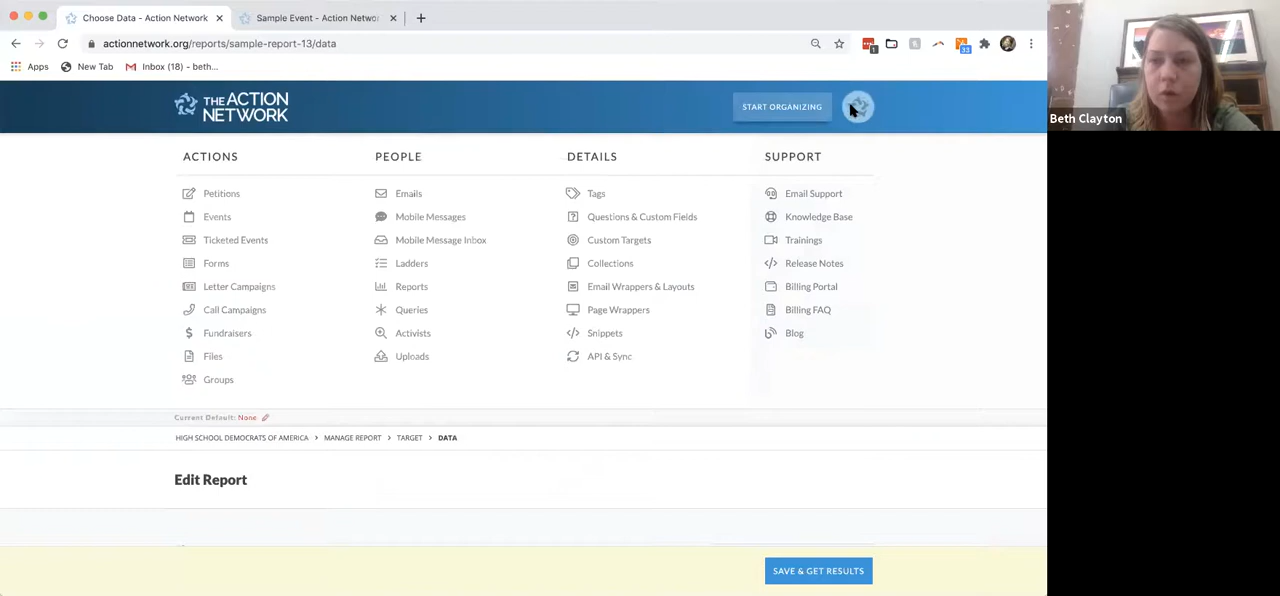 Choose Data - Action Network
Sample Event - Action Networ
actionnetwork.org/reports/sample-report-13/data
Apps
New Tab
Inbox (18) - beth...
1
33
THE ACTION
NETWORK
START ORGANIZING
Beth Clayton
ACTIONS
Petitions
Events
Ticketed Events
Forms
Letter Campaigns
Call Campaigns
Fundraisers
Files
Groups
PEOPLE
Emails
Mobile Messages
Mobile Message Inbox
Ladders
Reports
Queries
Activists
Uploads
DETAILS
Tags
Questions & Custom Fields
Custom Targets
Collections
Email Wrappers & Layouts
Page Wrappers
Snippets
API & Sync
SUPPORT
Email Support
Knowledge Base
Trainings
Release Notes
Billing Portal
Billing FAQ
Blog
Current Default: None
HIGH SCHOOL DEMOCRATS OF AMERICA > MANAGE REPORT > TARGET > DATA
Edit Report
SAVE & GET RESULTS